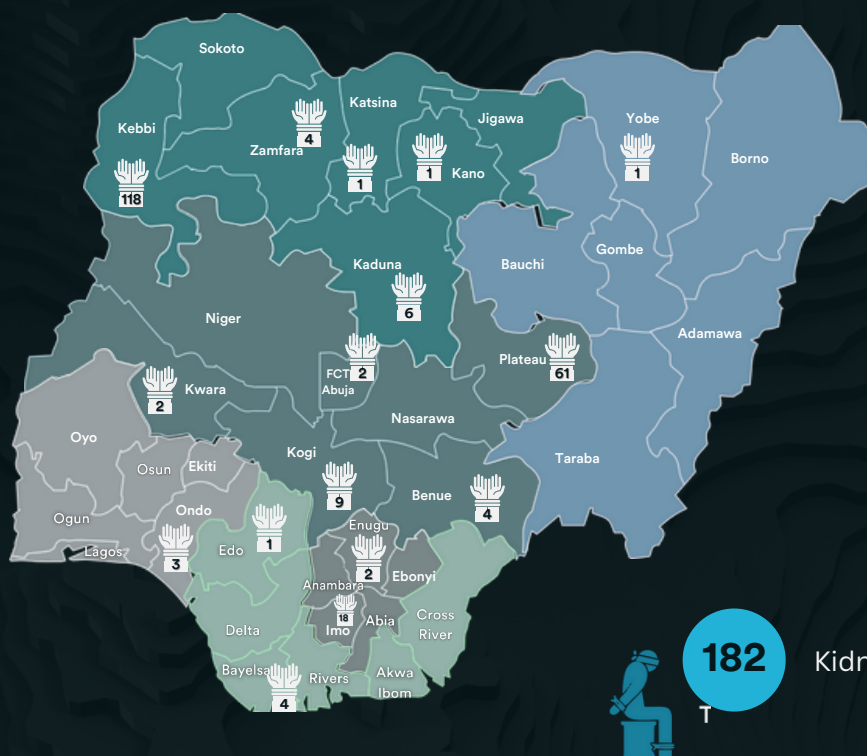 Sokoto
Katsina
Jigawa
Yobe
Kebbi
4
Zamfara
Borno
1
1
Kano
1
118
Gombe
Kaduna
Bauchi
6
Niger
Adamawa
FCT
Abuja
2
Plateau
61
2
Kwara
Nasarawa
Oyo
Kogi
Osun
Ekiti
Taraba
9
Benue
4
Ondo
Ogun
Enugu
1
Edo
Lagos
3
2
Ebonyi
Anambara
18
Imo
Abia
Cross
River
Delta
Bayelsa
Rivers
Akwa
Ibom
4
182
Kidn
T